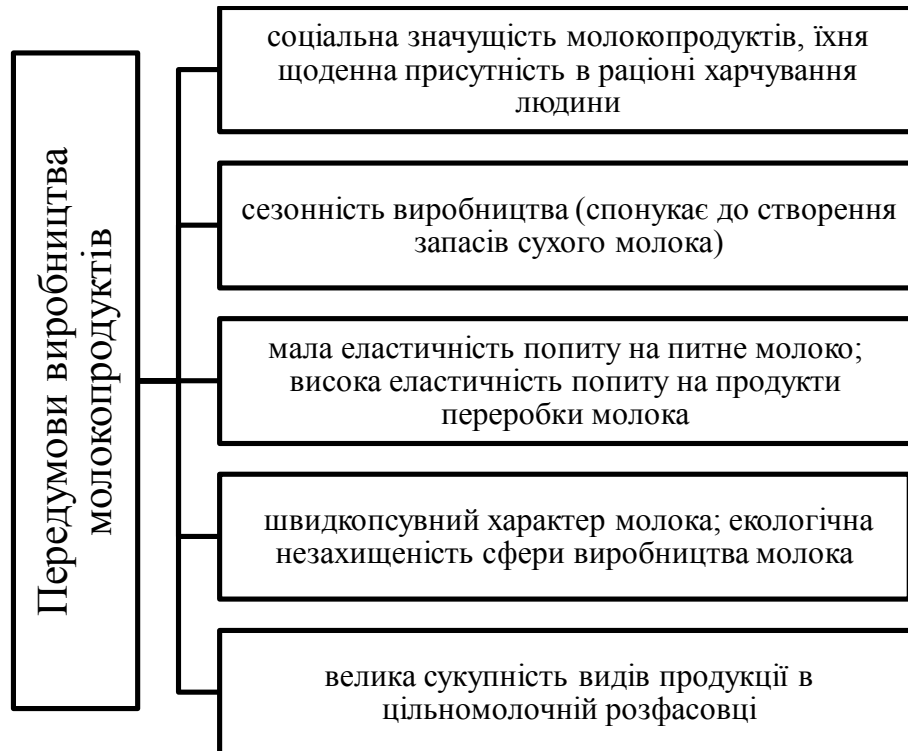 Передумови виробництва
молокопродуктів
соціальна значущість молокопродуктів, їхня
щоденна присутність в раціоні харчування
людини
сезонність виробництва (спонукає до створення
запасів сухого молока)
мала еластичність попиту на питне молоко;
висока еластичність попиту на продукти
переробки молока
швидкопсувний характер молока; екологічна
незахищеність сфери виробництва молока
велика сукупність видів продукції в
цільномолочній розфасовці